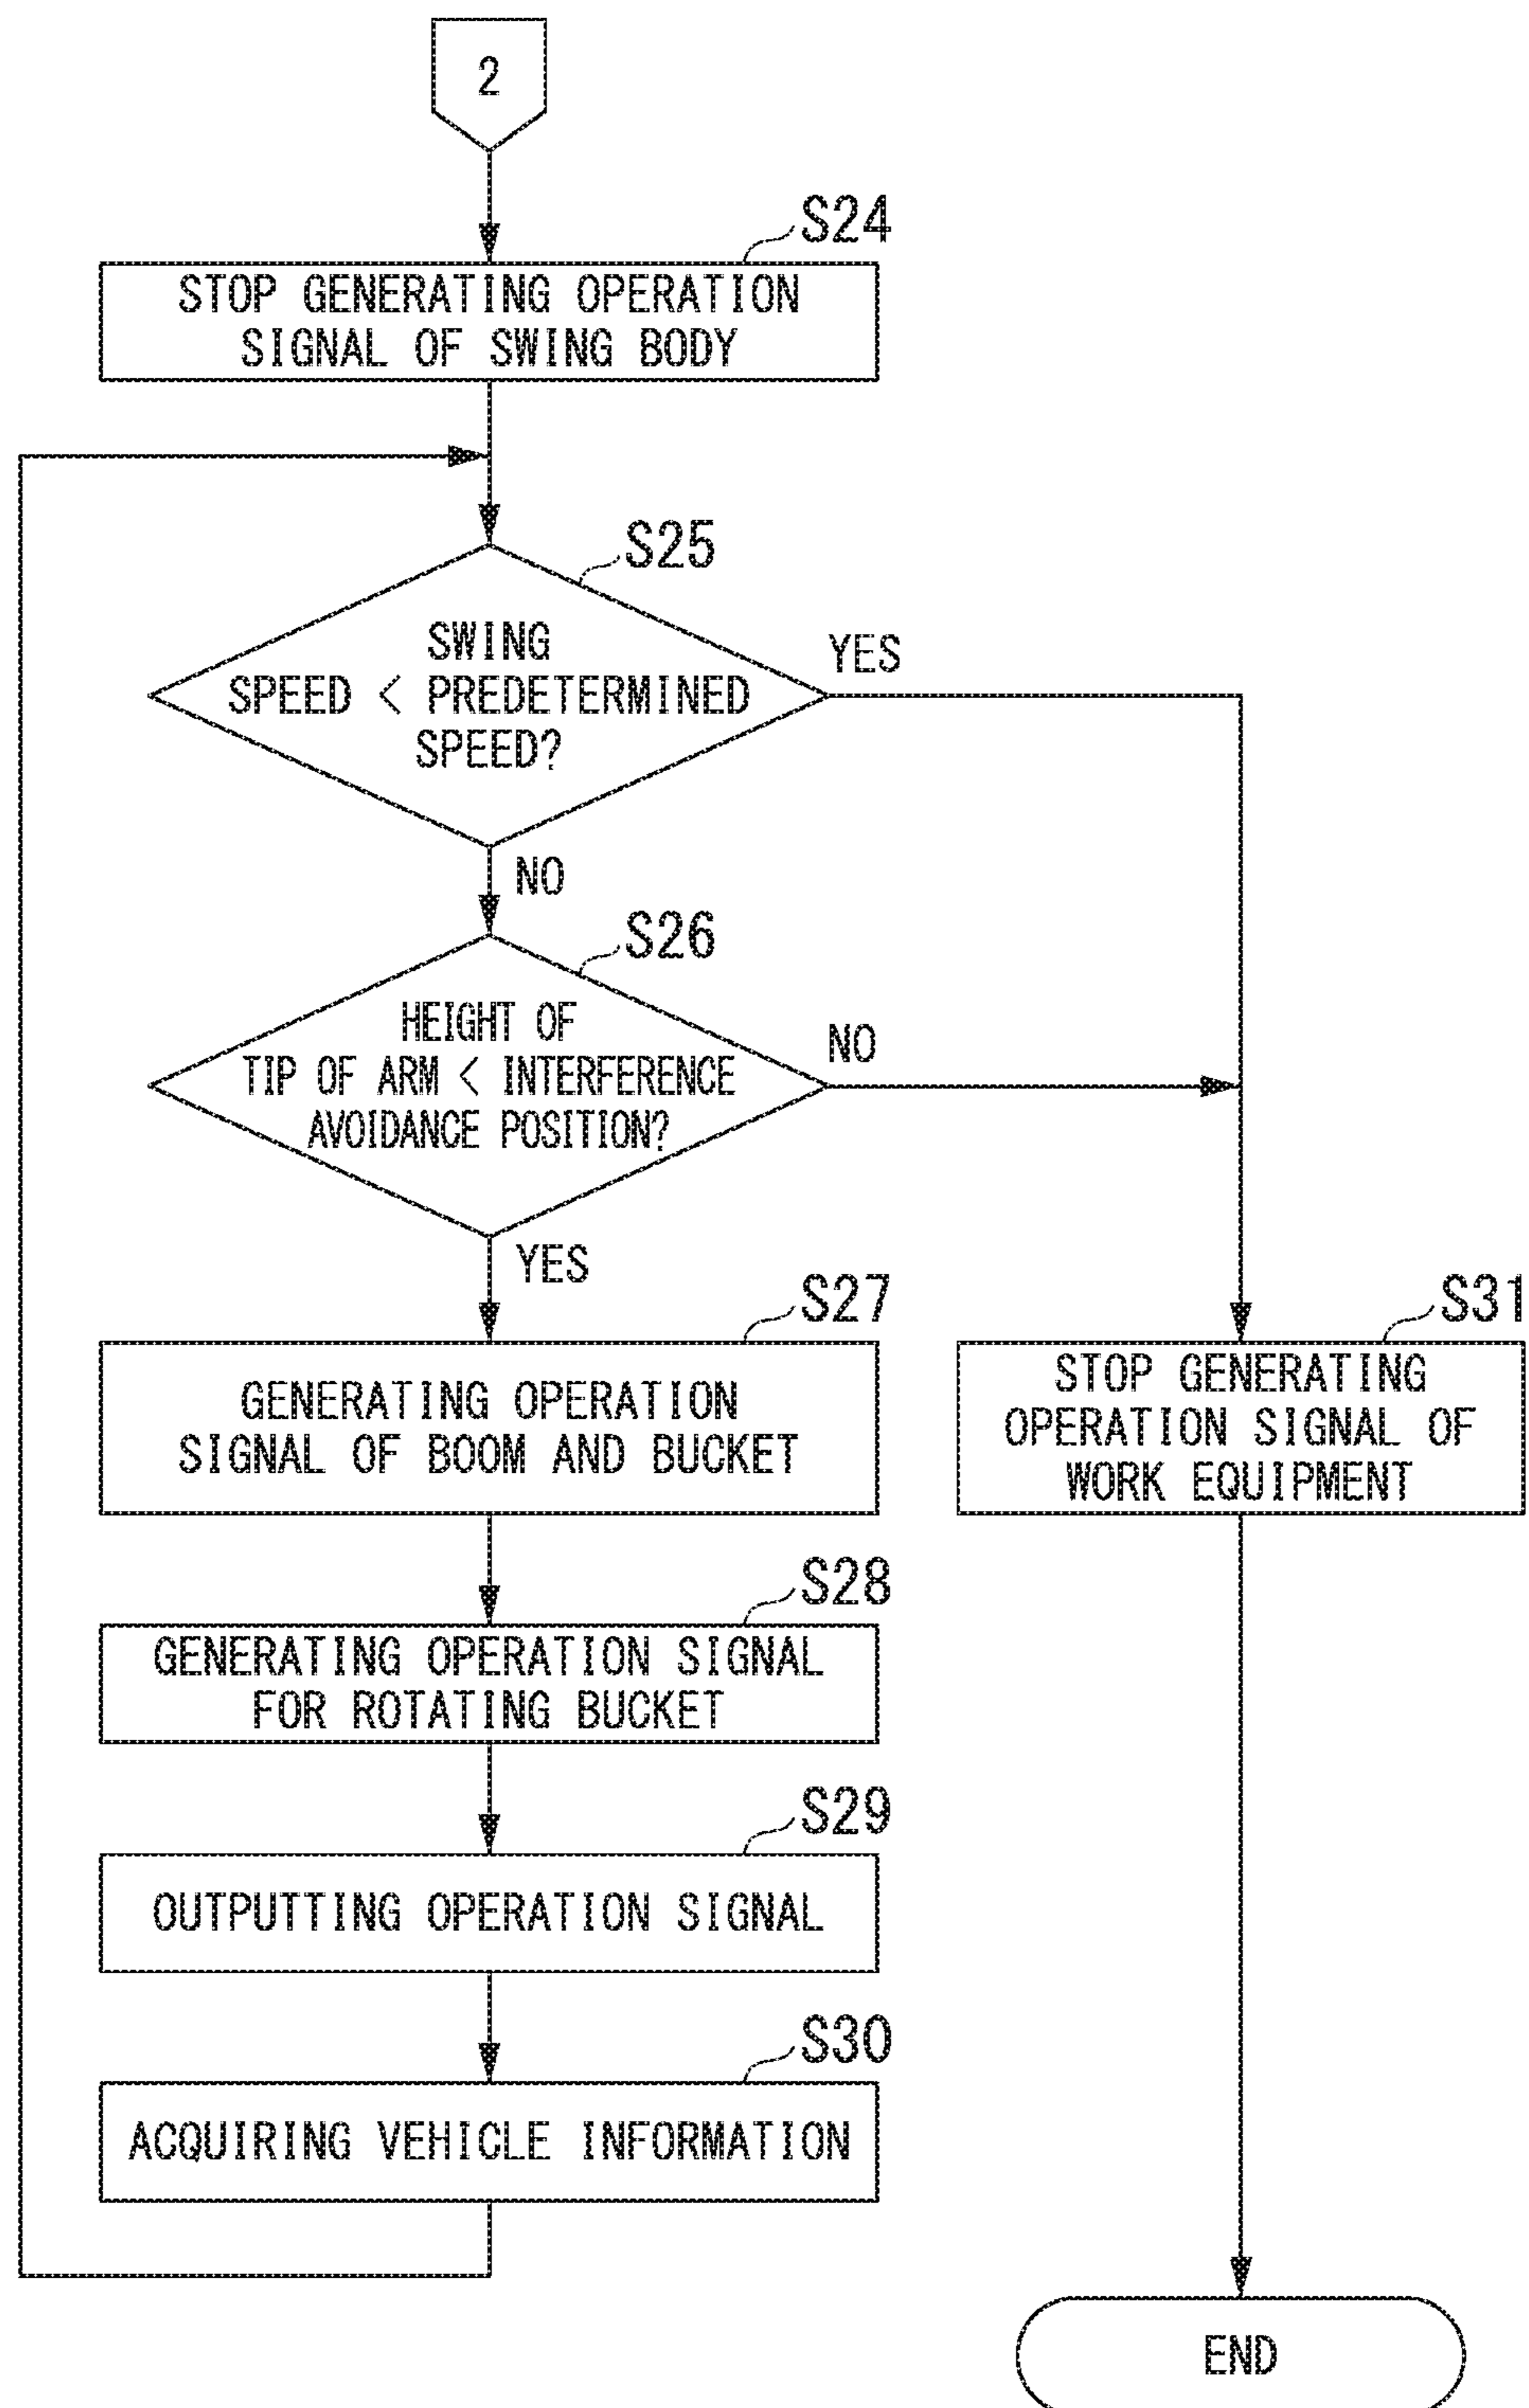 2
S24
STOP GENERATING OPERATION
SIGNAL OF SWING BODY
S25
SWING
SPEED < PREDETERMINED
SPEED?
YES
NO
S26
HEIGHT OF
TIP OF ARM < INTERFERENCE
AVOIDANCE POSITION?
NO
YES
S27
GENERATING OPERATION
SIGNAL OF BOOM AND BUCKET
S31
STOP GENERATING
OPERATION SIGNAL OF
WORK EQUIPMENT
S28
GENERATING OPERATION SIGNAL
FOR ROTATING BUCKET
S29
OUTPUTTING OPERATION SIGNAL
S30
ACQUIRING VEHICLE INFORMATION
END